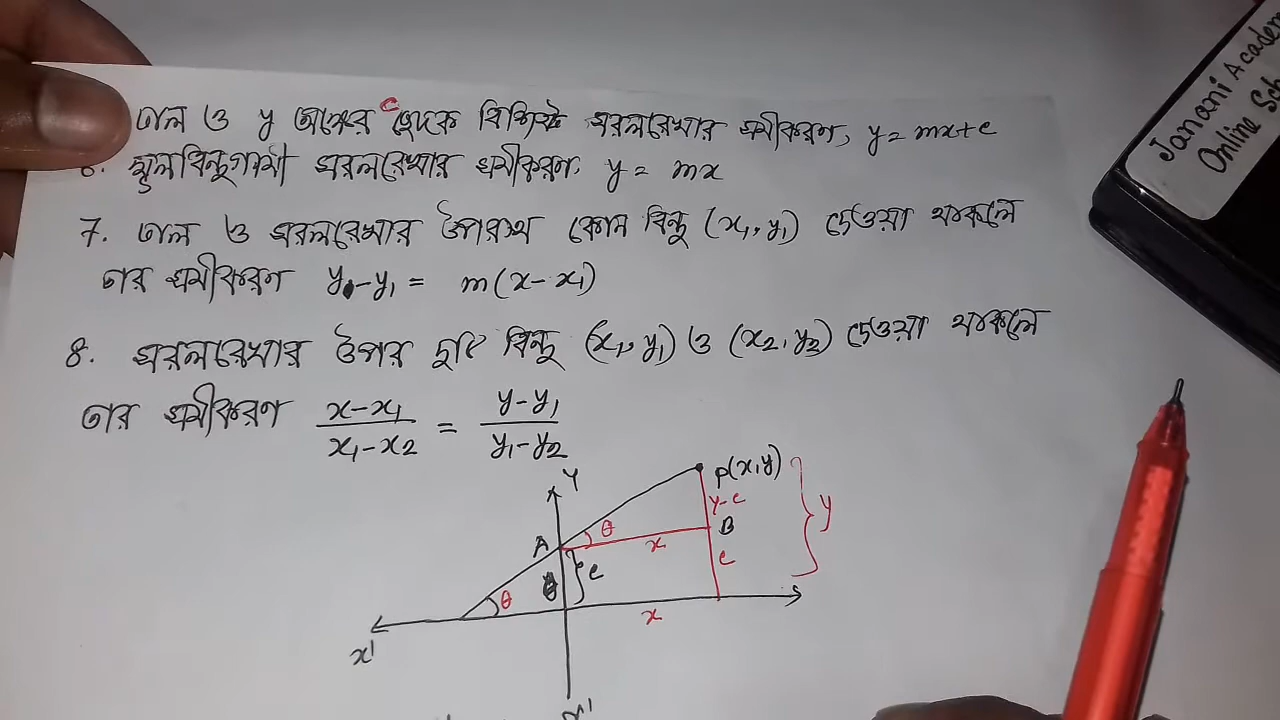 ঢাল ও y অক্ষের c ছেদক বিশিষ্ট সরলরেখার সমীকরণ, y = mx+c
6. মূলবিন্দুগামী সরলরেখার সমীকরণ, y = mx
7. ঢাল ও সরলরেখার উপরস্থ কোন বিন্দু (x₁, y₁) দেওয়া থাকলে
তার সমীকরণ y-y₁ = m(x-x₁)
8. সরলরেখার উপর দুটি বিন্দু (x₁, y₁) ও (x₂, y₂) দেওয়া থাকলে
তার সমীকরণ x-x₁/x₁-x₂ = y-y₁/y₁-y₂
Y
P(x,y)
y-c
y
A θ x B
c c
θ
x
x'
Janani Academy
Online Sch